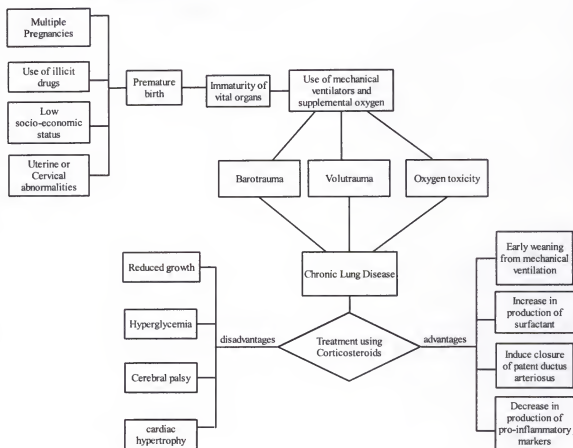 Multiple
Pregnancies
Use of illicit
drugs
Low
socio-economic
status
Uterine or
Cervical
abnormalities
Premature
birth
Immaturity of
vital organs
Use of mechanical
ventilators and
supplemental oxygen
Barotrauma
Volutrauma
Oxygen toxicity
Chronic Lung Disease
Treatment using
Corticosteroids
disadvantages
Reduced growth
Hyperglycemia
Cerebral palsy
cardiac
hypertrophy
advantages
Early weaning
from mechanical
ventilation
Increase in
production of
surfactant
Induce closure
of patent ductus
arteriosus
Decrease in
production of
pro-inflammatory
markers